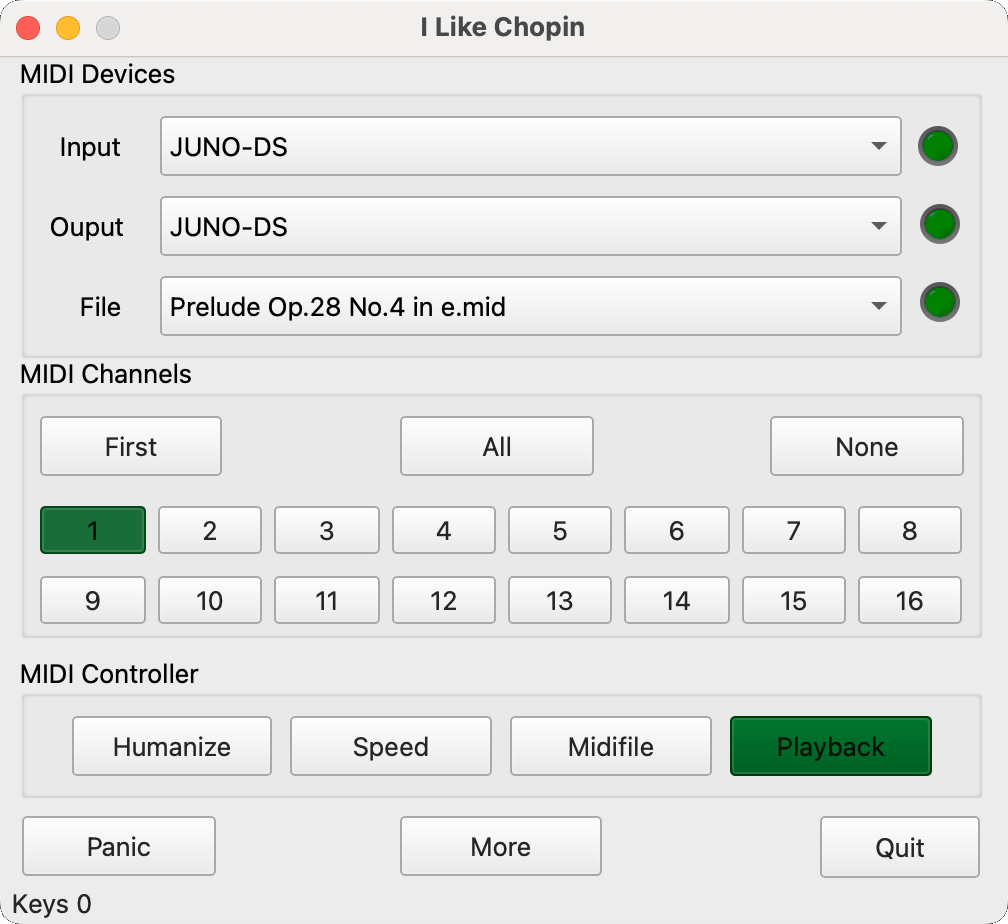 I Like Chopin
MIDI Devices
Input JUNO-DS
Ouput JUNO-DS
File Prelude Op.28 No.4 in e.mid
MIDI Channels
First All None
1 2 3 4 5 6 7 8
9 10 11 12 13 14 15 16
MIDI Controller
Humanize Speed Midifile Playback
Panic More Quit
Keys 0